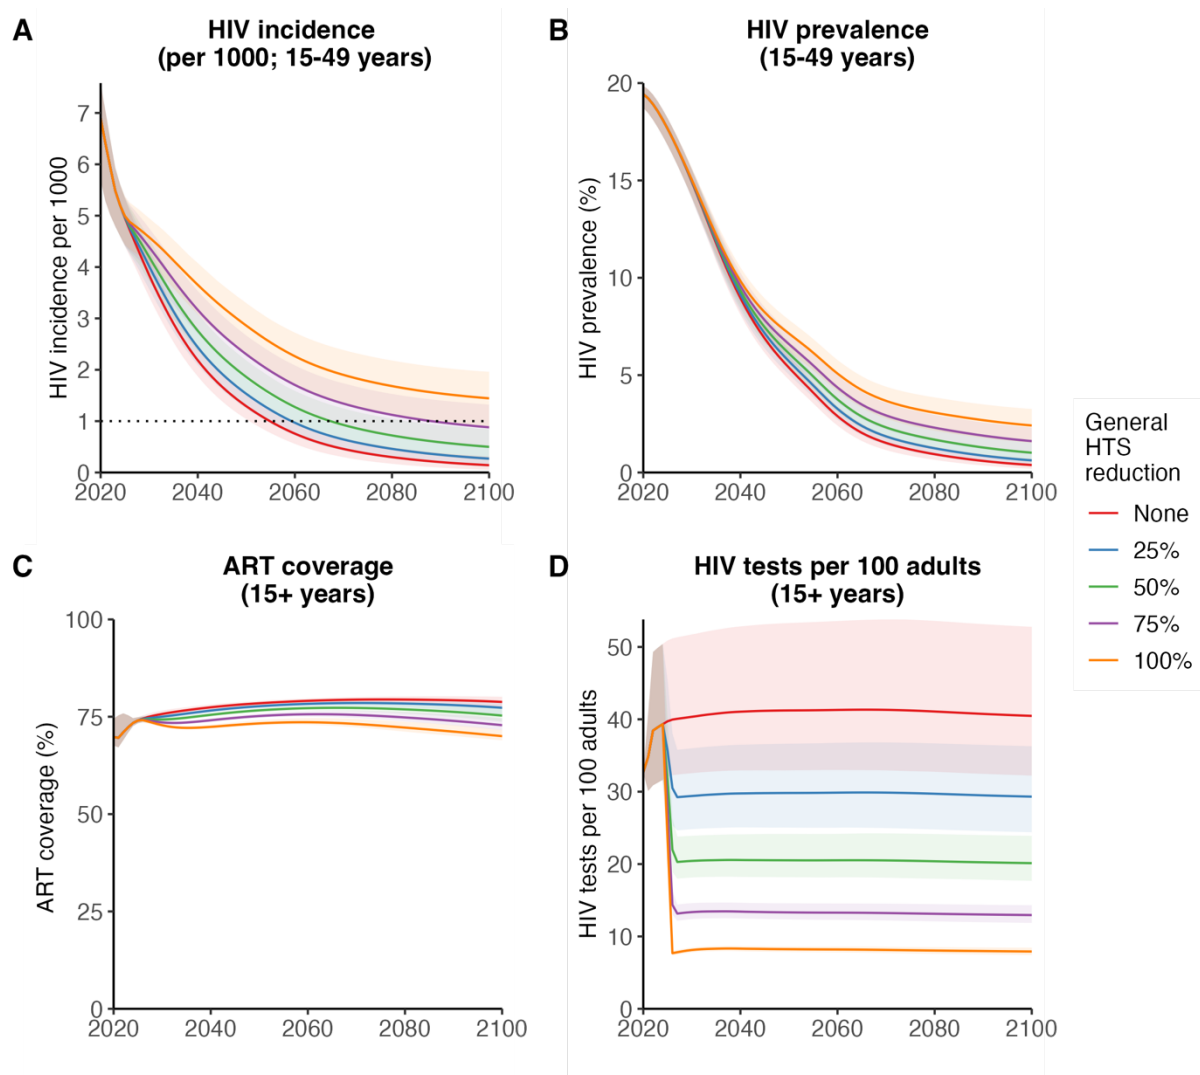 A
HIV incidence
(per 1000; 15-49 years)
HIV incidence per 1000
7
6
5
4
3
2
1
0
2020 2040 2060 2080 2100
B
HIV prevalence
(15-49 years)
HIV prevalence (%)
20
15
10
5
0
2020 2040 2060 2080 2100
C
ART coverage
(15+ years)
ART coverage (%)
100
75
50
25
0
2020 2040 2060 2080 2100
D
HIV tests per 100 adults
(15+ years)
HIV tests per 100 adults
50
40
30
20
10
0
2020 2040 2060 2080 2100
General
HTS
reduction
None
25%
50%
75%
100%